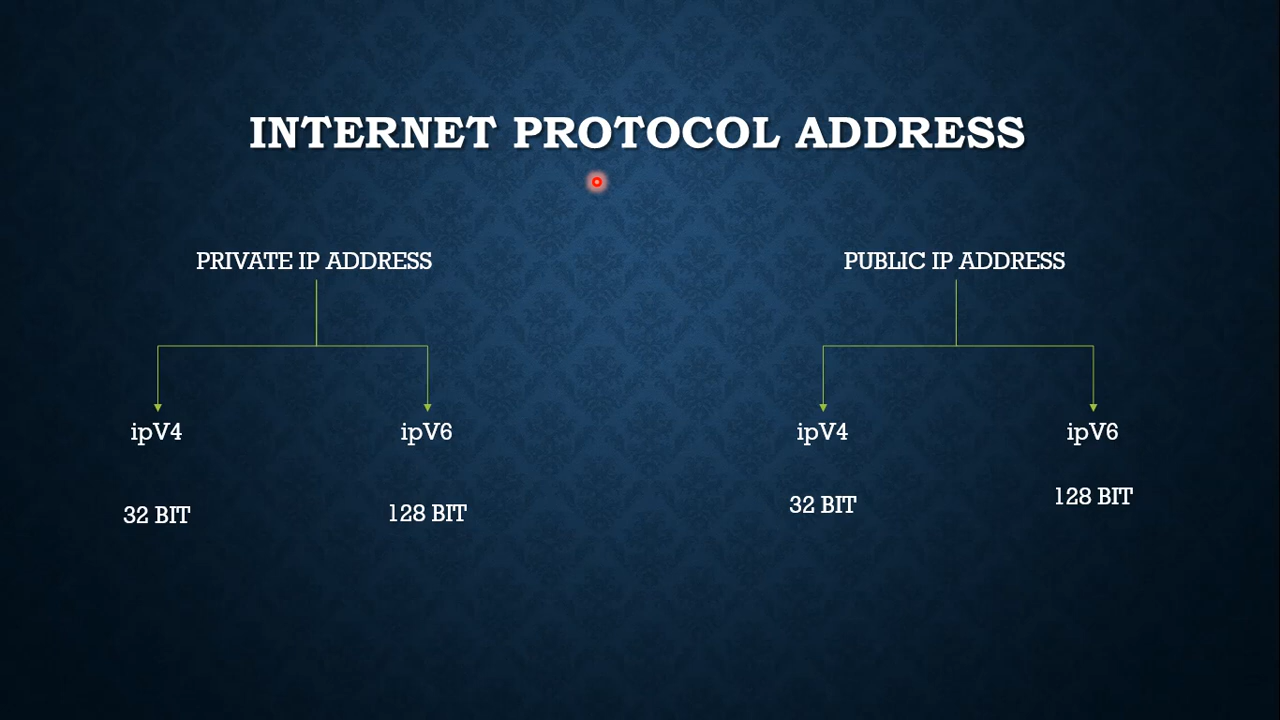 INTERNET PROTOCOL ADDRESS
PRIVATE IP ADDRESS
PUBLIC IP ADDRESS
ipV4
ipV6
ipV4
ipV6
32 BIT
128 BIT
32 BIT
128 BIT